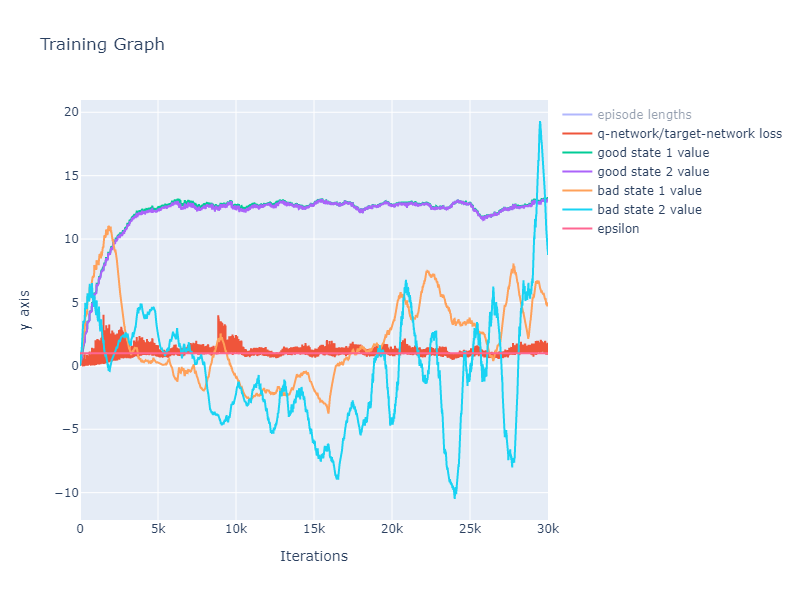 Training Graph
episode lengths
q-network/target-network loss
good state 1 value
good state 2 value
bad state 1 value
bad state 2 value
epsilon
y axis
20
15
10
5
0
−5
−10
0 5k 10k 15k 20k 25k 30k
Iterations